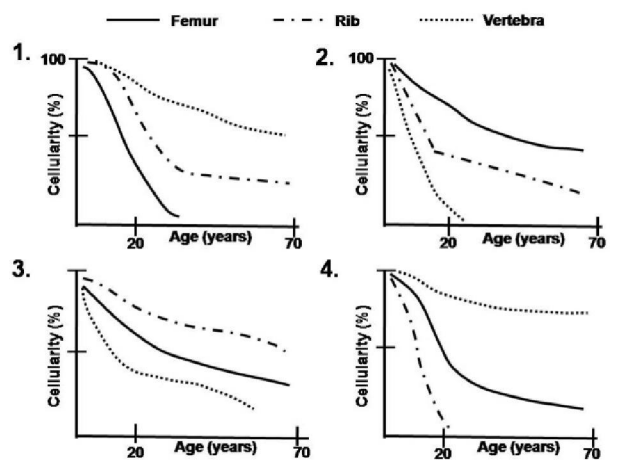 Femur Rib Vertebra
1. 100
Cellularity (%)
20 Age (years) 70
2. 100
Cellularity (%)
20 Age (years) 70
3.
Cellularity (%)
20 Age (years) 70
4.
Cellularity (%)
20 Age (years) 70